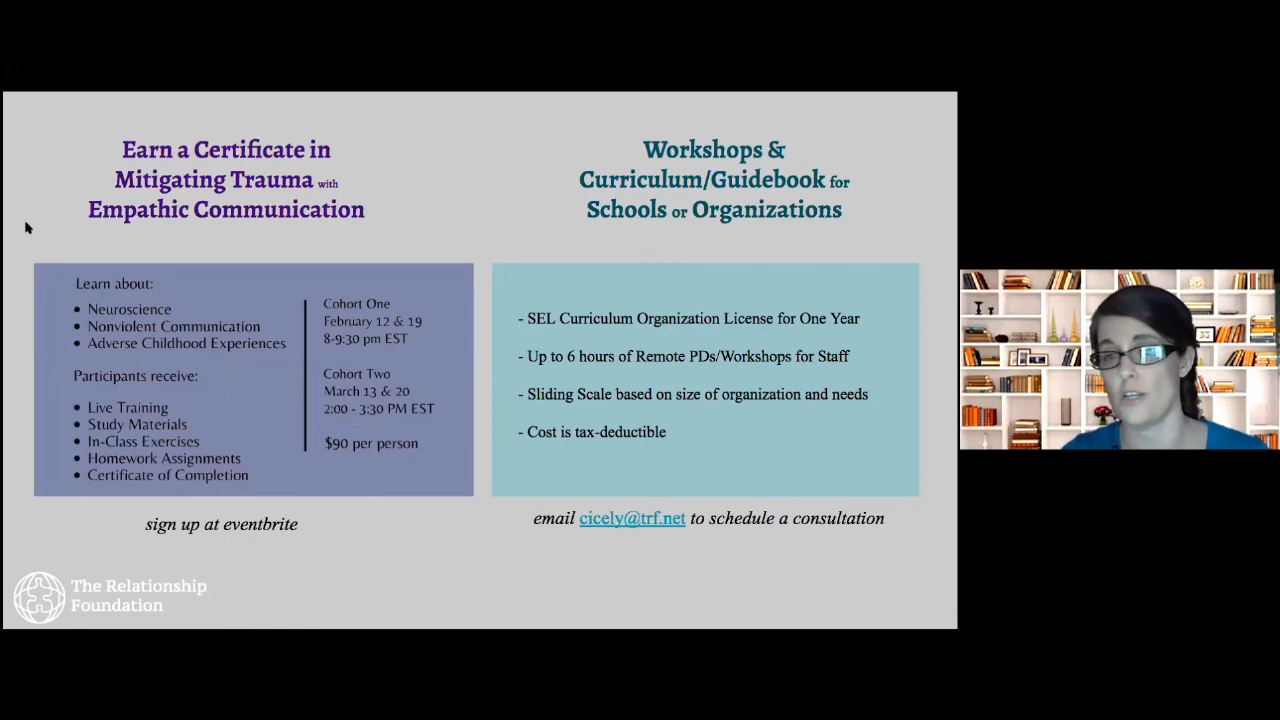 Earn a Certificate in
Mitigating Trauma with
Empathic Communication
Learn about:
• Neuroscience
• Nonviolent Communication
• Adverse Childhood Experiences
Participants receive:
• Live Training
• Study Materials
• In-Class Exercises
• Homework Assignments
• Certificate of Completion
Cohort One
February 12 & 19
8-9:30 pm EST
Cohort Two
March 13 & 20
2:00 - 3:30 PM EST
$90 per person
sign up at eventbrite
Workshops &
Curriculum/Guidebook for
Schools or Organizations
- SEL Curriculum Organization License for One Year
- Up to 6 hours of Remote PDs/Workshops for Staff
- Sliding Scale based on size of organization and needs
- Cost is tax-deductible
email cicely@trf.net to schedule a consultation
The Relationship
Foundation